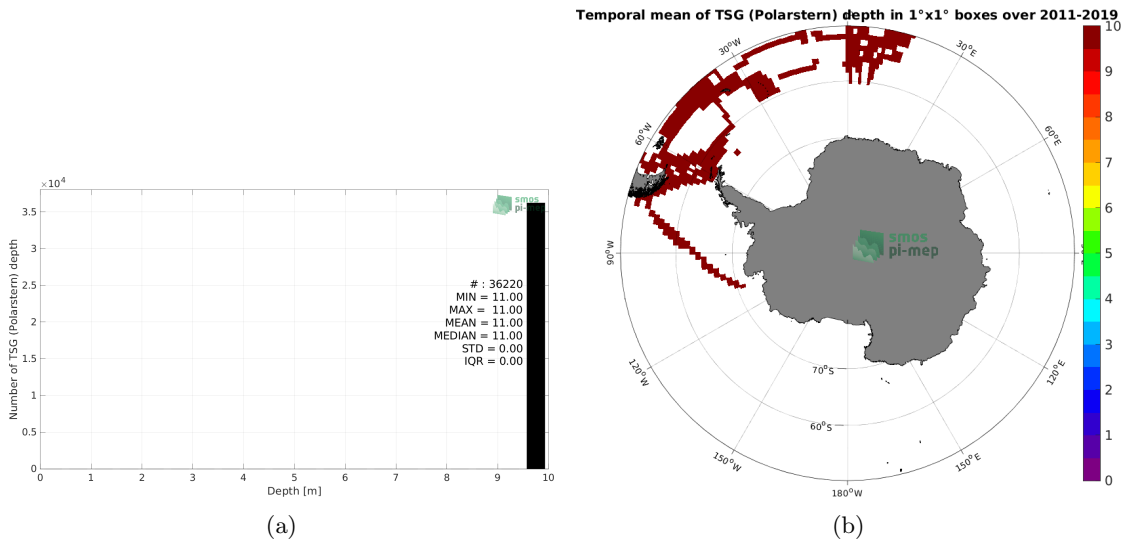 ×10⁴
3.5
3
2.5
2
1.5
1
0.5
0
Number of TSG (Polarstern) depth
smos
pi-mep
# : 36220
MIN = 11.00
MAX = 11.00
MEAN = 11.00
MEDIAN = 11.00
STD = 0.00
IQR = 0.00
0 1 2 3 4 5 6 7 8 9 10
Depth [m]
(a)
Temporal mean of TSG (Polarstern) depth in 1°x1° boxes over 2011-2019
30°W
30°E
60°W
60°E
90°W
120°W
120°E
150°W
150°E
180°W
70°S
60°S
smos
pi-mep
10
9
8
7
6
5
4
3
2
1
0
(b)